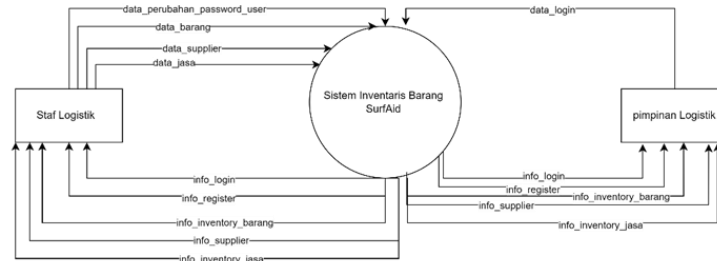 data_perubahan_password_user
data_login
data_barang
data_supplier
data_jasa
Staf Logistik
Sistem Inventaris Barang
SurfAid
pimpinan Logistik
info_login
info_register
info_inventory_barang
info_supplier
info_inventory_jasa
info_login
info_register
info_inventory_barang
info_supplier
info_inventory_jasa